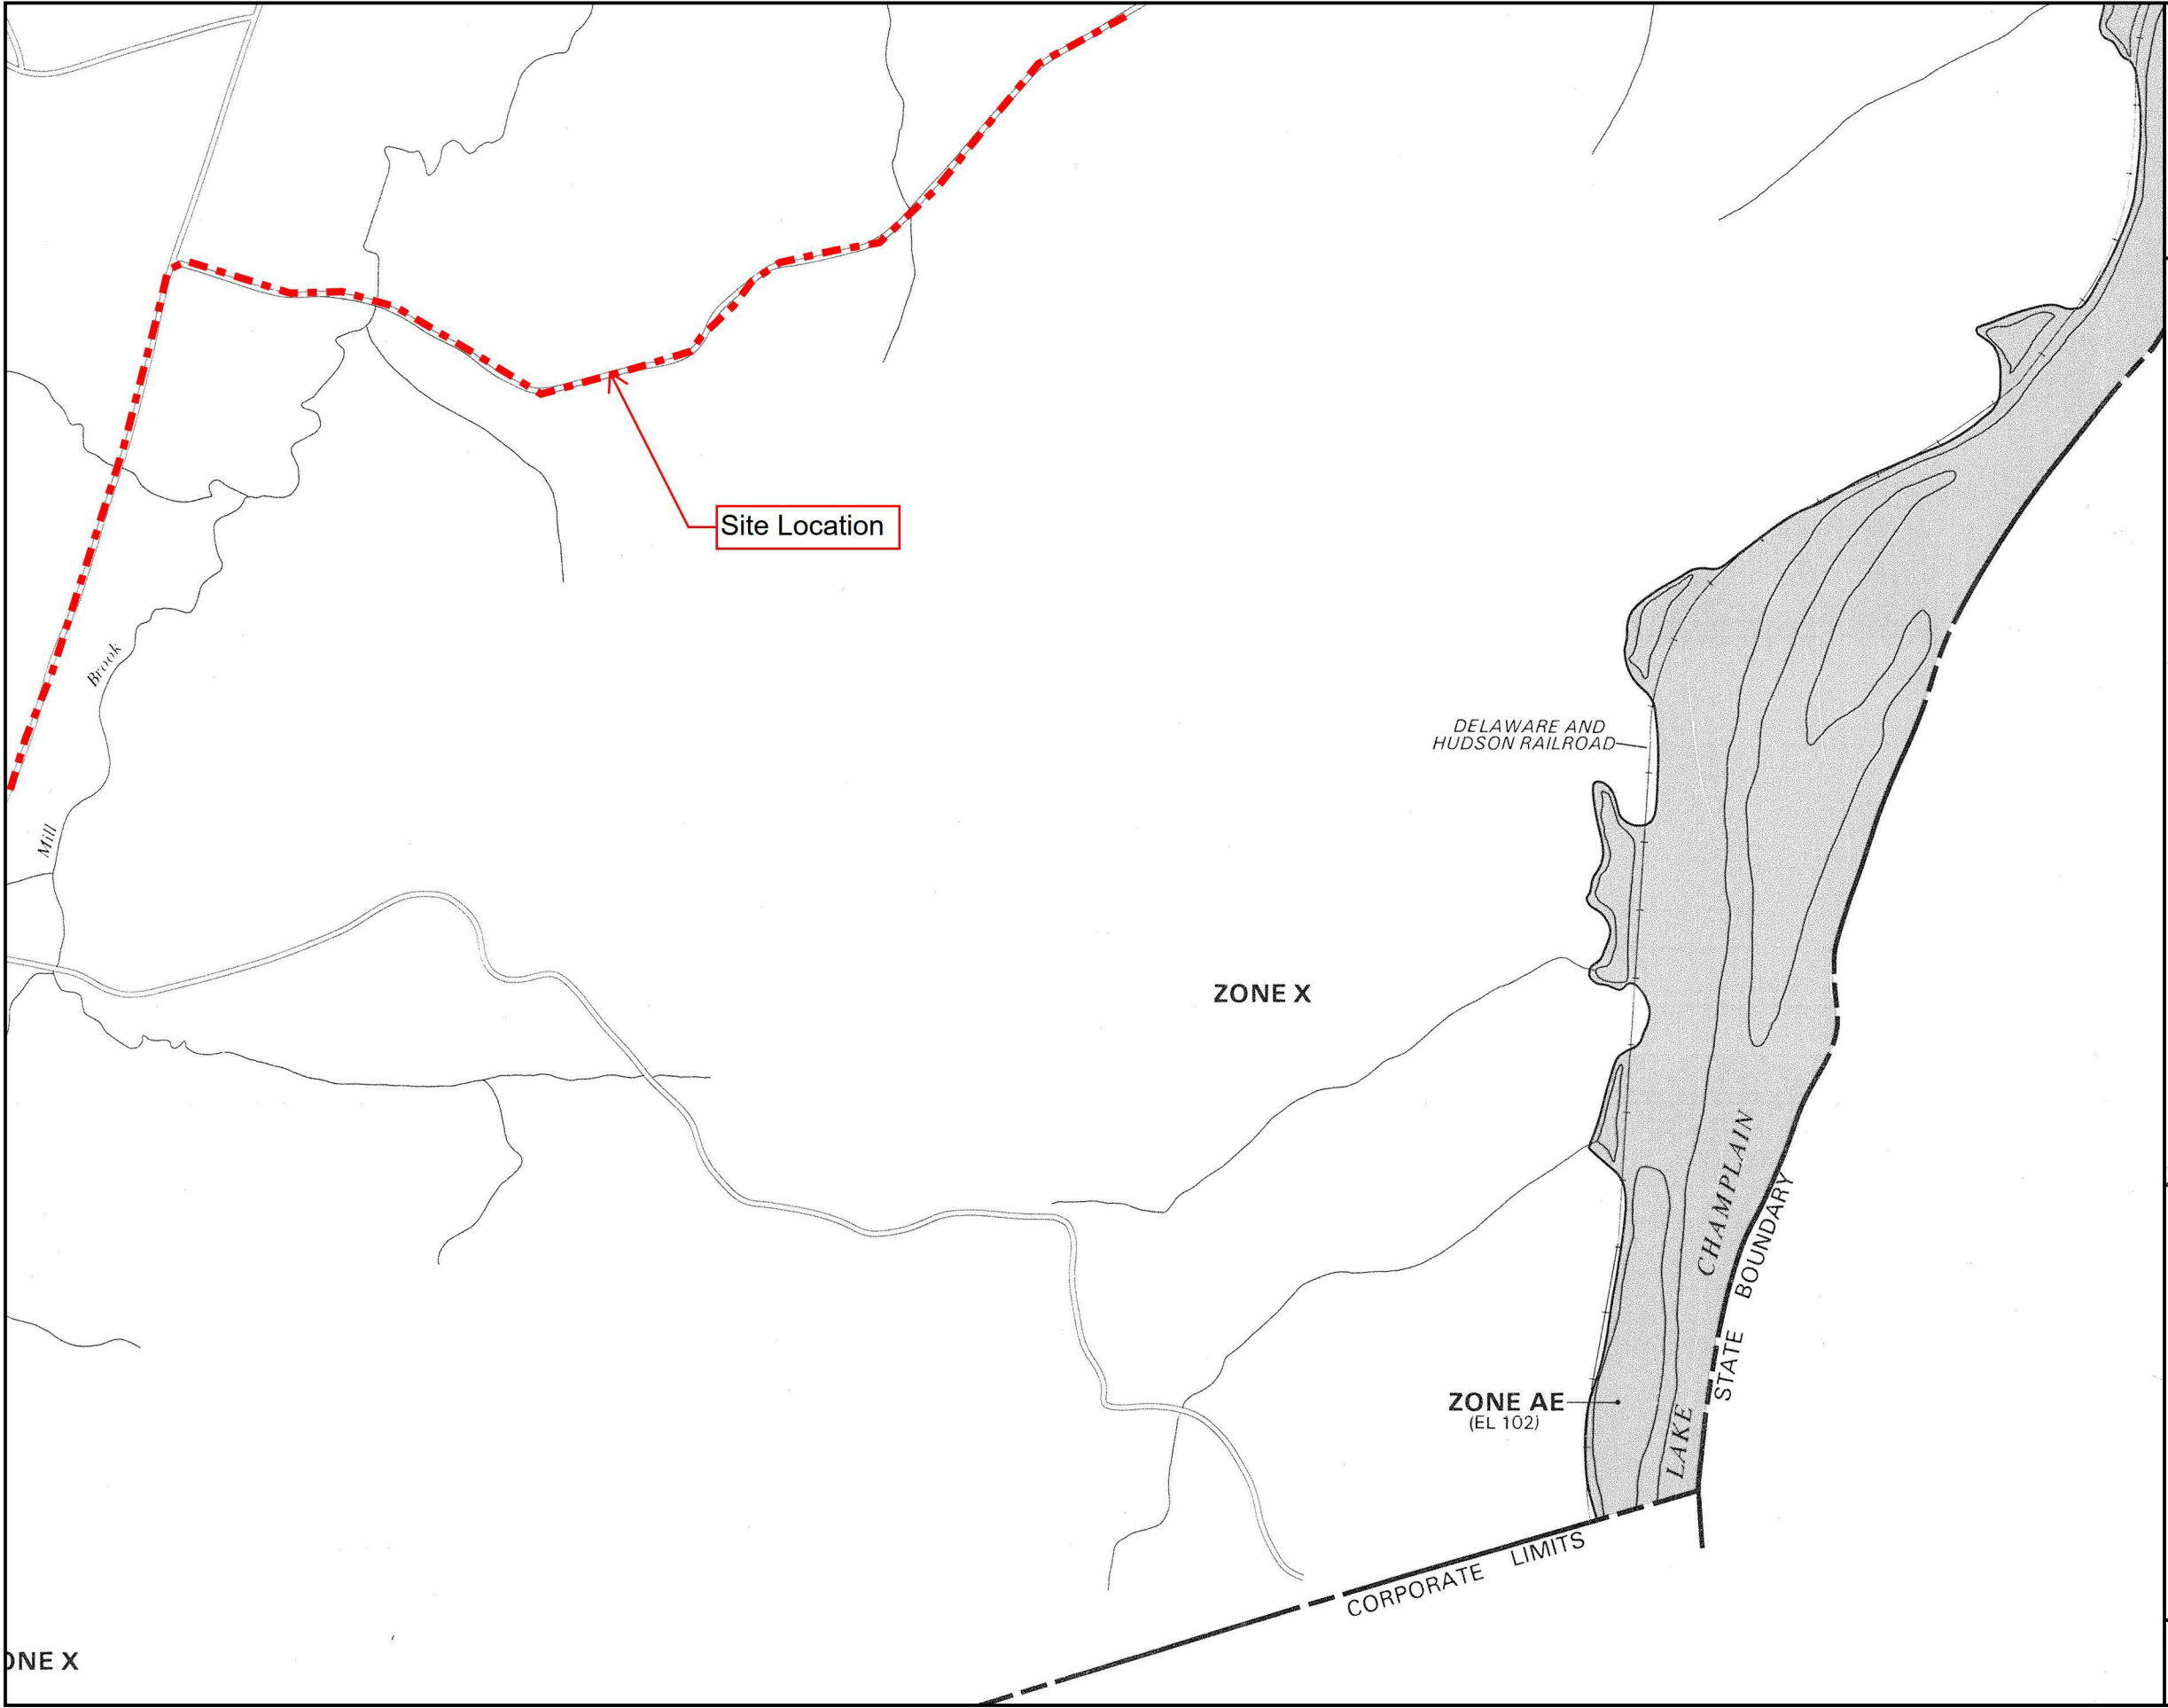 Site Location
Brook
Mill
DELAWARE AND
HUDSON RAILROAD
ZONE X
CHAMPLAIN
BOUNDARY
STATE
ZONE AE
(EL 102)
LAKE
CORPORATE LIMITS
ONE X